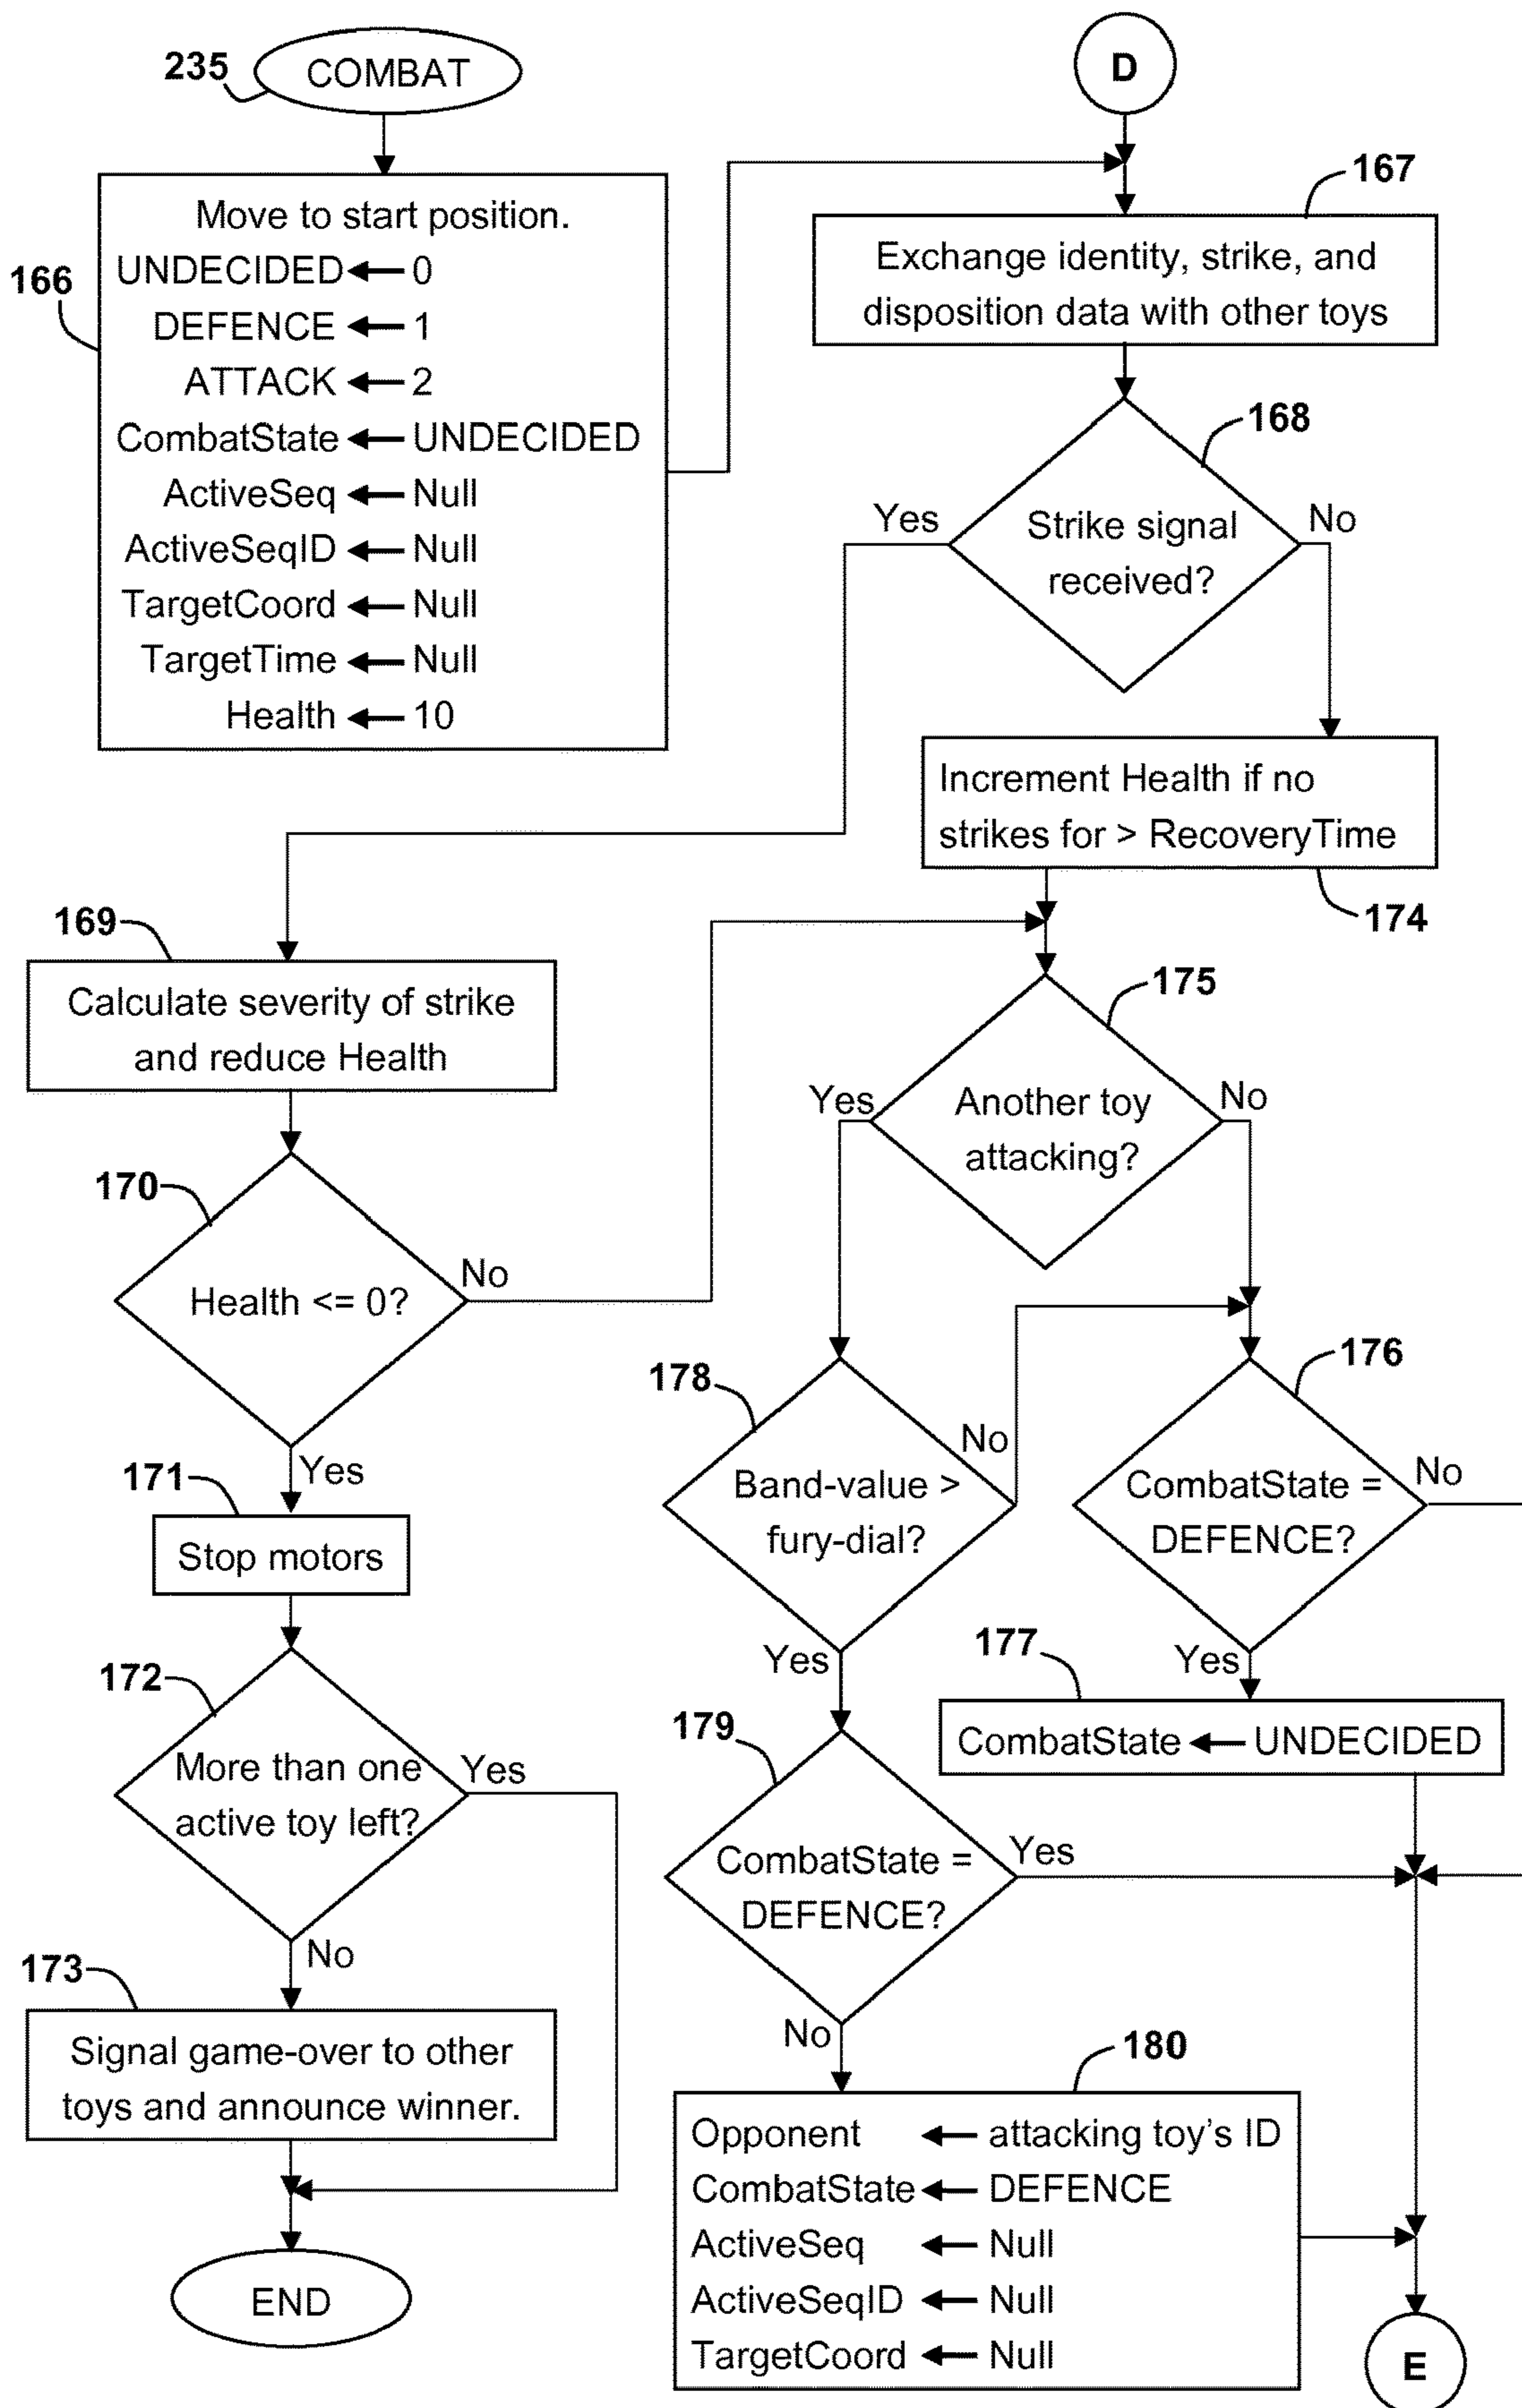 235
COMBAT
166
Move to start position.
UNDECIDED ← 0
DEFENCE ← 1
ATTACK ← 2
CombatState ← UNDECIDED
ActiveSeq ← Null
ActiveSeqID ← Null
TargetCoord ← Null
TargetTime ← Null
Health ← 10
D
167
Exchange identity, strike, and
disposition data with other toys
168
Strike signal
received?
Yes
No
Increment Health if no
strikes for > RecoveryTime
174
169
Calculate severity of strike
and reduce Health
170
Health <= 0?
No
Yes
171
Stop motors
172
More than one
active toy left?
Yes
No
173
Signal game-over to other
toys and announce winner.
END
175
Another toy
attacking?
Yes
No
178
Band-value >
fury-dial?
No
Yes
176
CombatState =
DEFENCE?
No
Yes
177
CombatState ← UNDECIDED
179
CombatState =
DEFENCE?
Yes
No
180
Opponent ← attacking toy's ID
CombatState ← DEFENCE
ActiveSeq ← Null
ActiveSeqID ← Null
TargetCoord ← Null
E